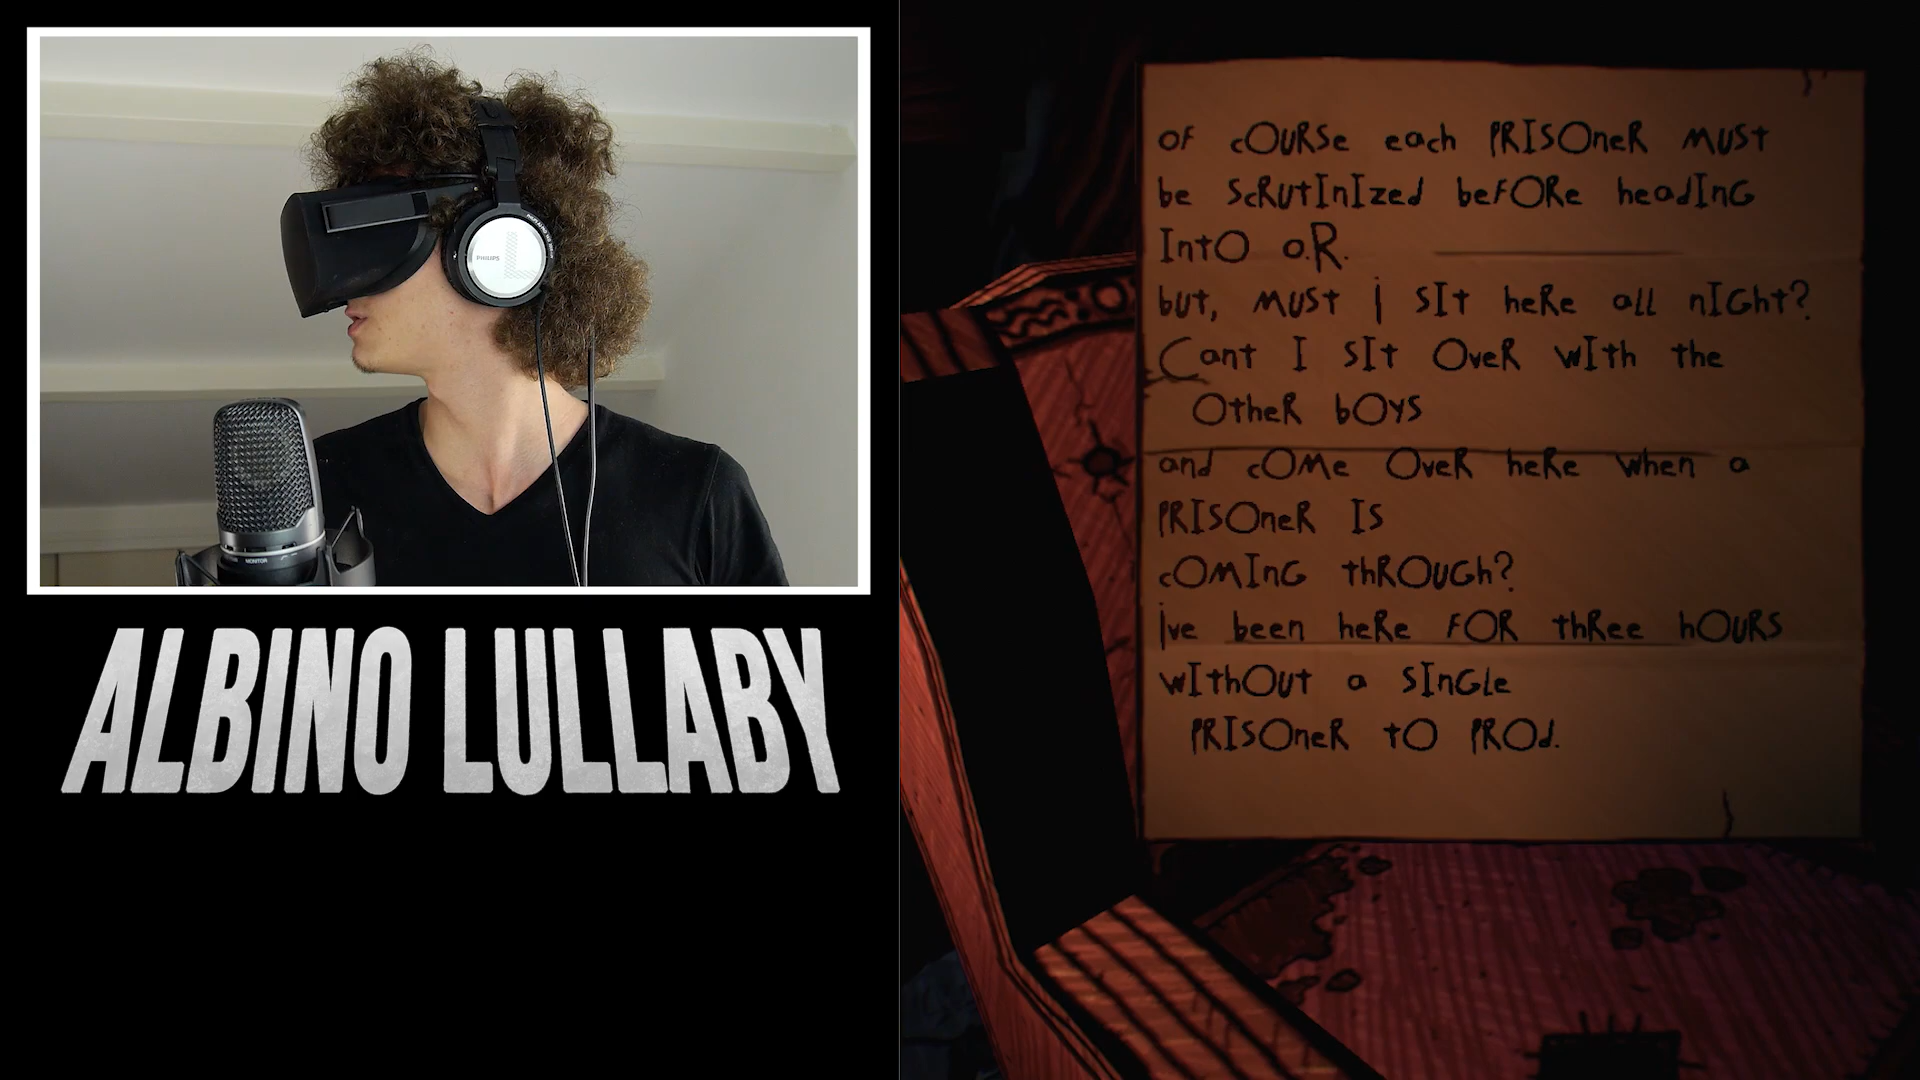 PHILIPS
MONITOR
ALBINO LULLABY
OF cOURSe each PRISOneR MUSt
be ScRUtInIzed beFORe headInG
IntO O.R.
bUt, MUSt I SIt heRe all nIGht?
Cant I SIt OveR wIth the
OtheR bOYS
and cOMe OveR heRe when a
PRISOneR IS
cOMInG thROUGh?
Ive been heRe FOR thRee hOURS
wIthOUt a SInGle
PRISOneR tO PROd.